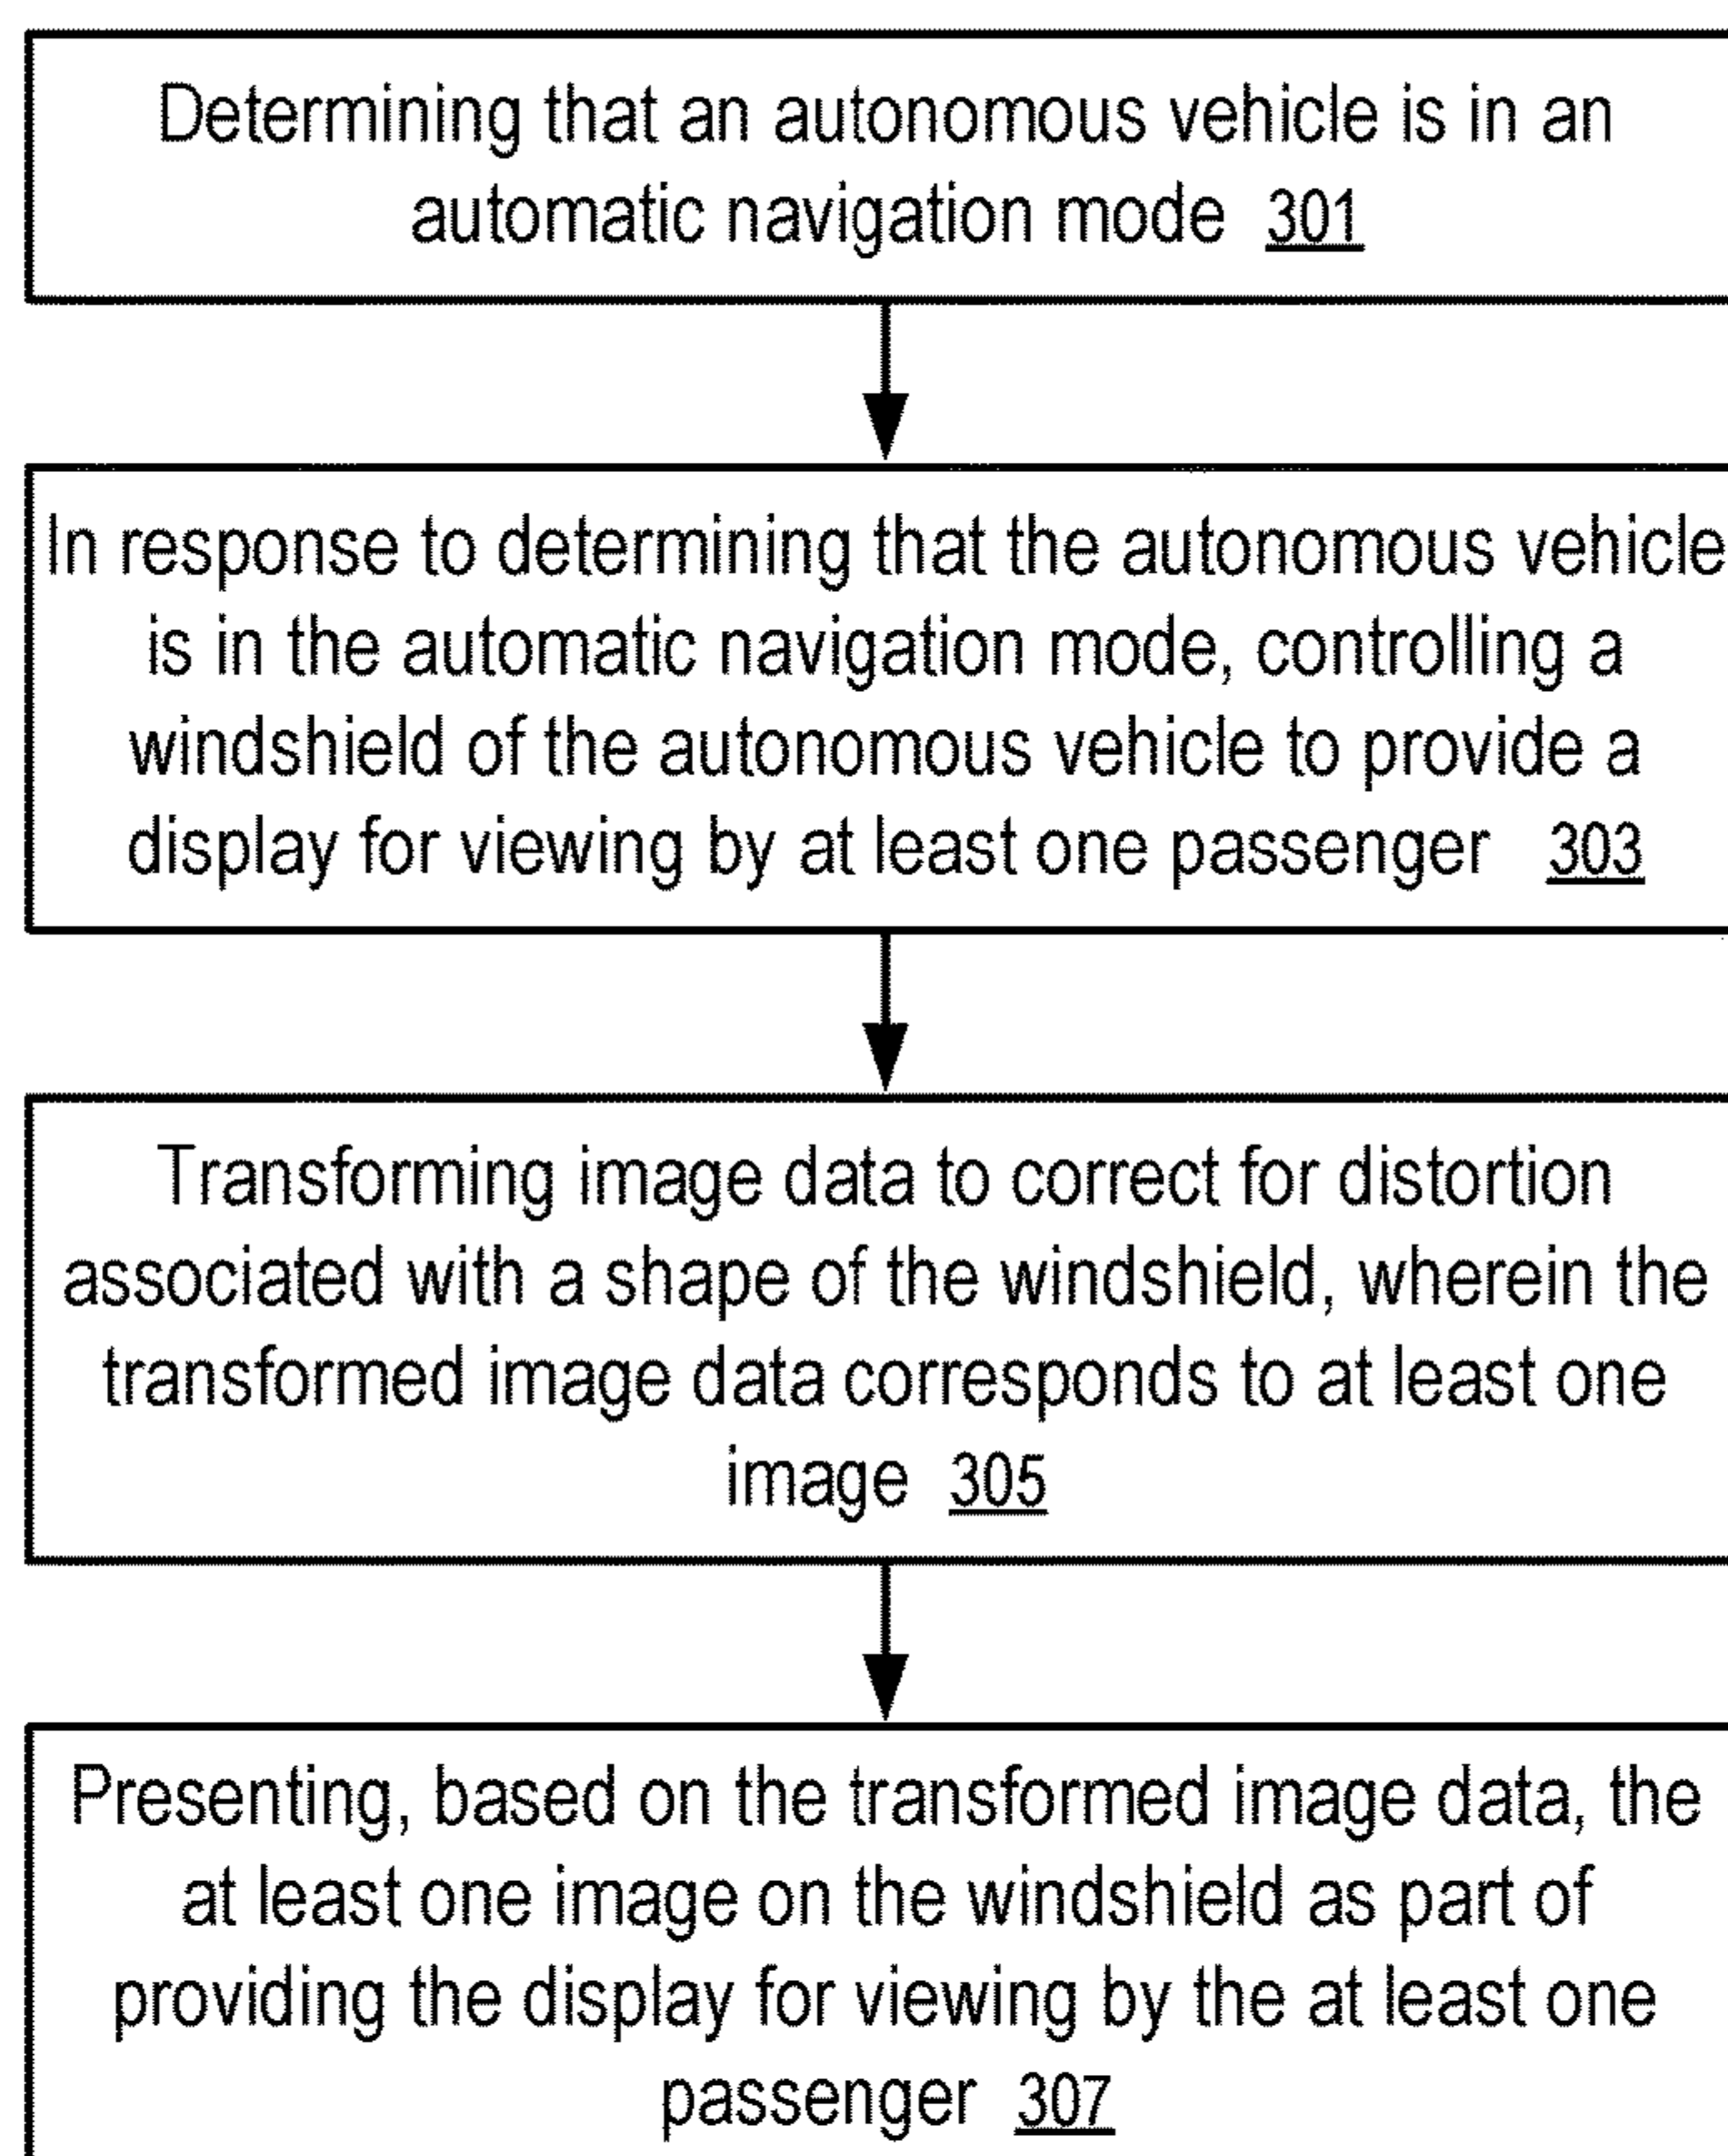 Determining that an autonomous vehicle is in an
automatic navigation mode 301
In response to determining that the autonomous vehicle
is in the automatic navigation mode, controlling a
windshield of the autonomous vehicle to provide a
display for viewing by at least one passenger 303
Transforming image data to correct for distortion
associated with a shape of the windshield, wherein the
transformed image data corresponds to at least one
image 305
Presenting, based on the transformed image data, the
at least one image on the windshield as part of
providing the display for viewing by the at least one
passenger 307